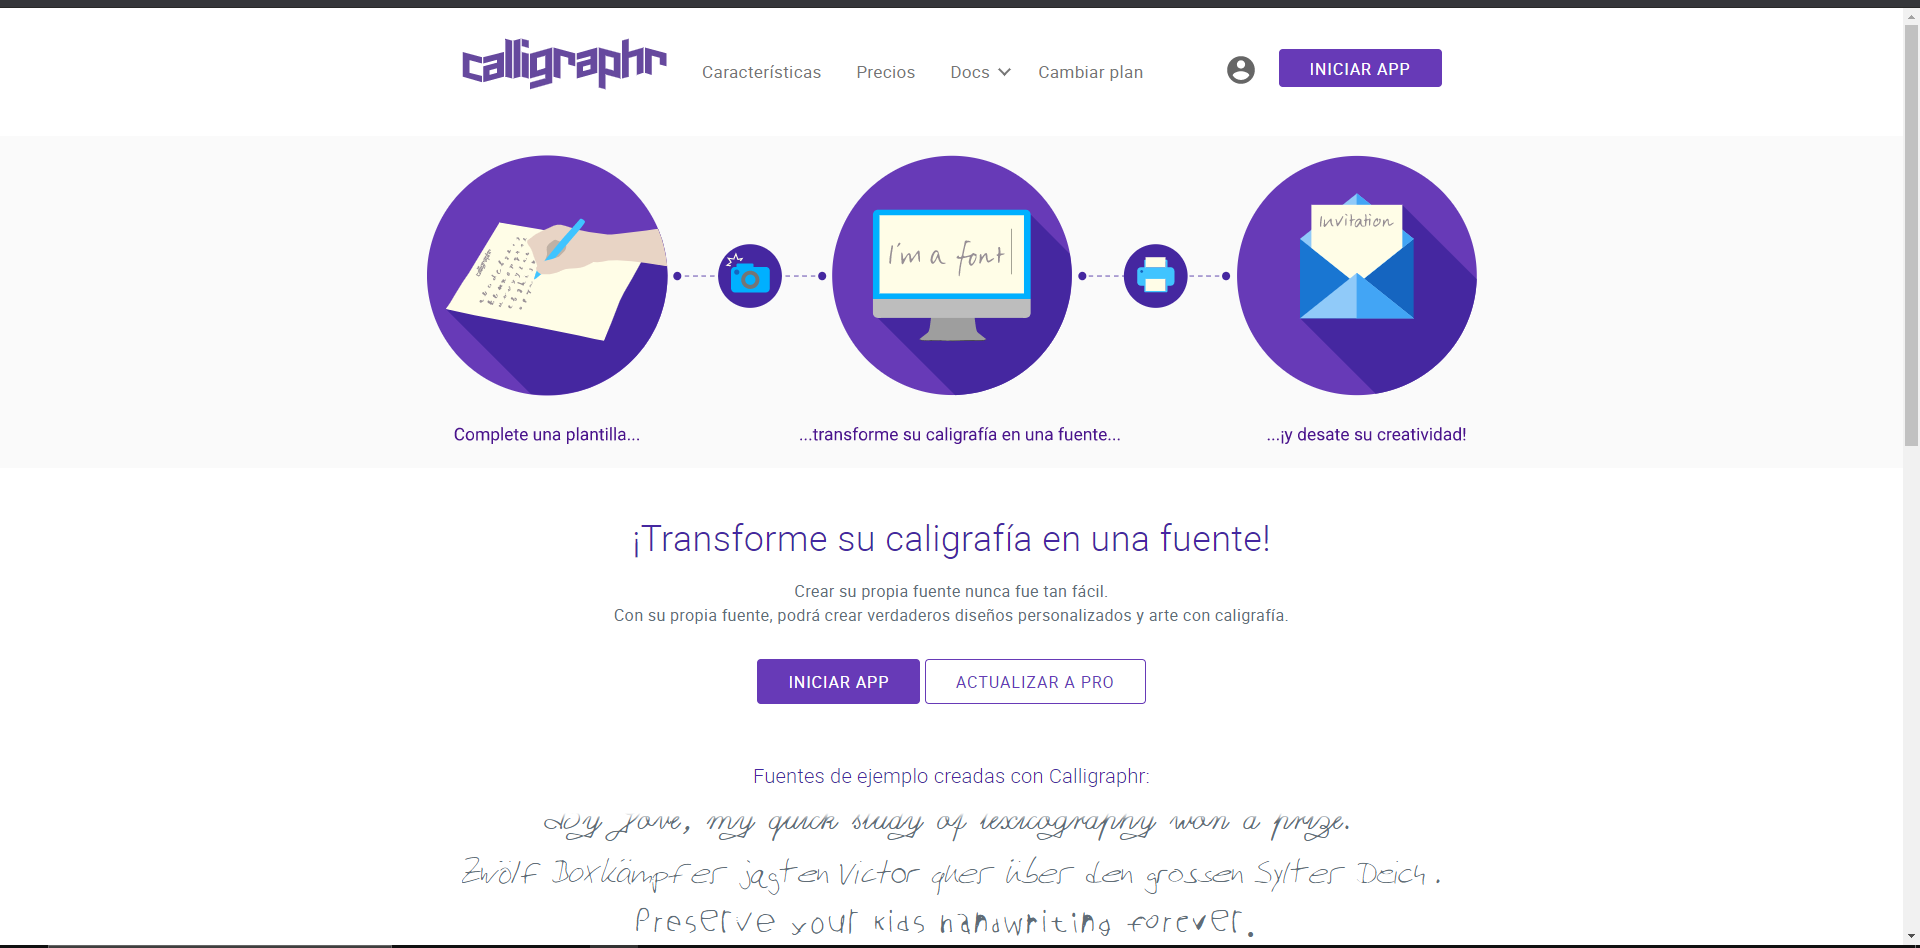 calligraphr
Características Precios Docs Cambiar plan INICIAR APP
calligraphr
I'm a font
Invitation
Complete una plantilla...
...transforme su caligrafía en una fuente...
...¡y desate su creatividad!
¡Transforme su caligrafía en una fuente!
Crear su propia fuente nunca fue tan fácil.
Con su propia fuente, podrá crear verdaderos diseños personalizados y arte con caligrafía.
INICIAR APP ACTUALIZAR A PRO
Fuentes de ejemplo creadas con Calligraphr:
By Jove, my quick study of lexicography won a prize.
Zwölf Boxkämpfer jagten Victor quer über den grossen Sylter Deich.
Preserve your kids handwriting forever.